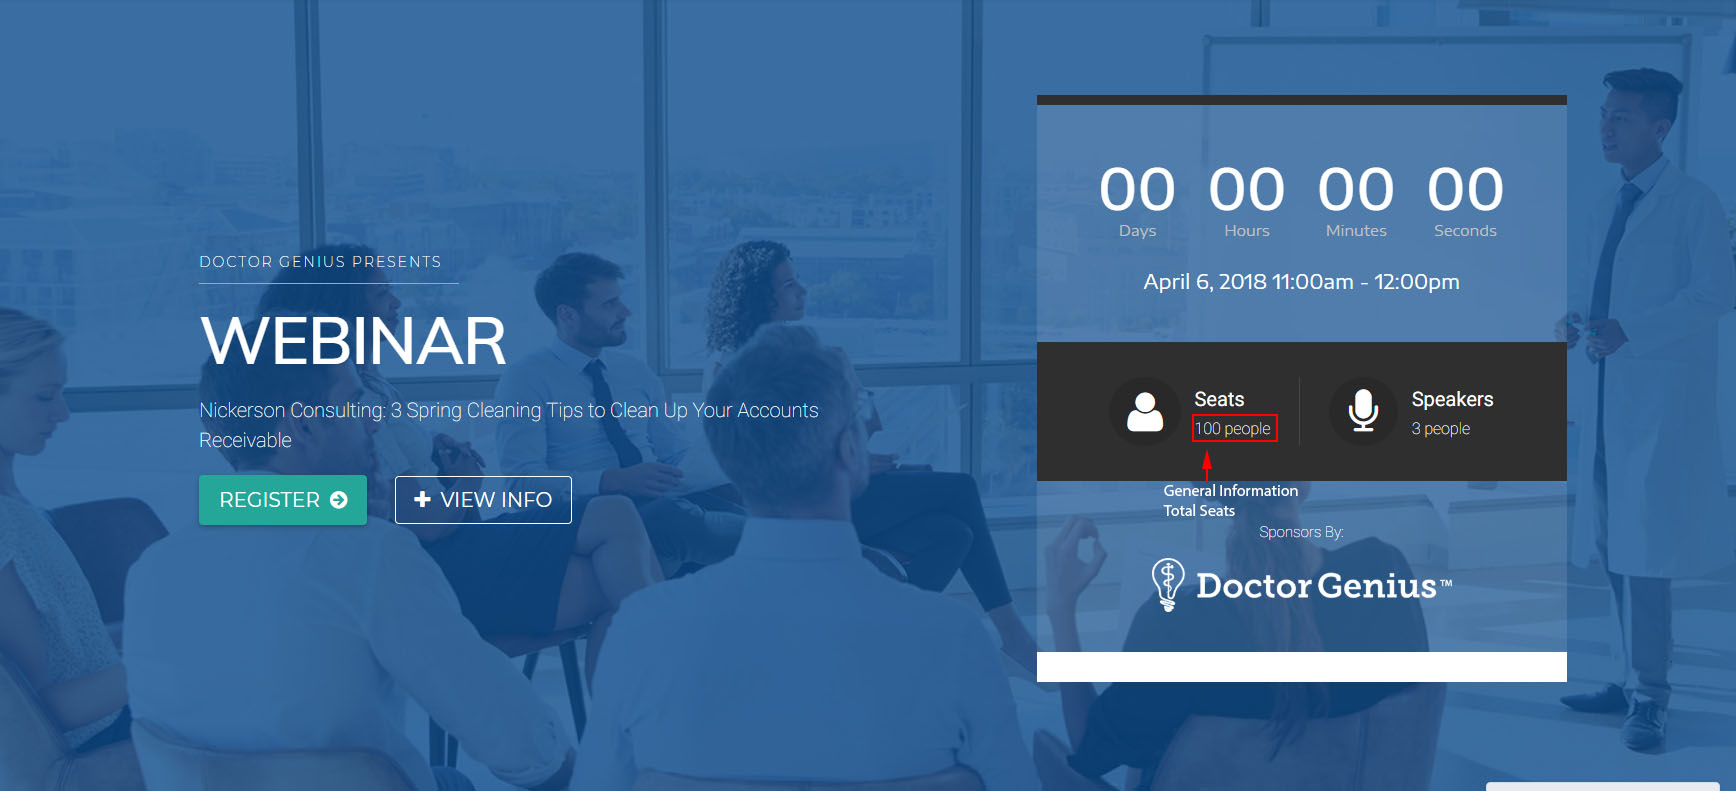 DOCTOR GENIUS PRESENTS
WEBINAR
Nickerson Consulting: 3 Spring Cleaning Tips to Clean Up Your Accounts
Receivable
REGISTER
VIEW INFO
00 00 00 00
Days Hours Minutes Seconds
April 6, 2018 11:00am - 12:00pm
Seats
100 people
Speakers
3 people
General Information
Total Seats
Sponsors By:
Doctor Genius™